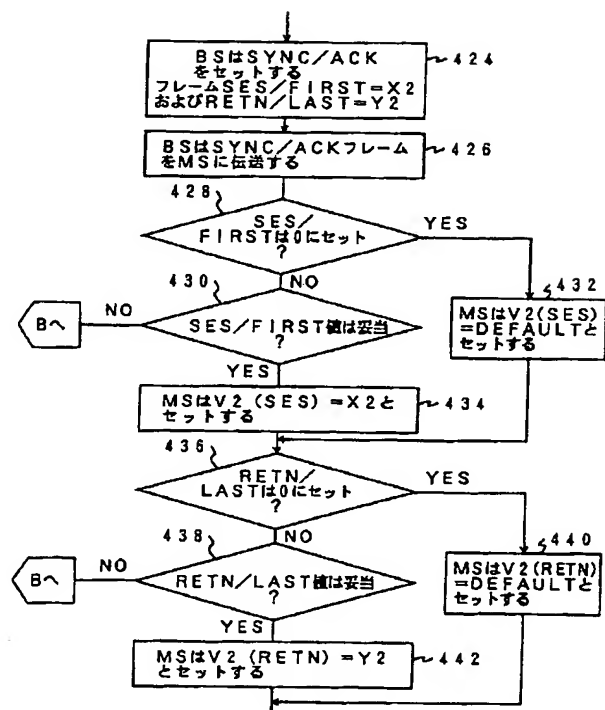 BSはSYNC/ACK
をセットする
フレームSES/FIRST=X2
およびRETN/LAST=Y2
424
BSはSYNC/ACKフレーム
をMSに伝送する
426
428
SES/
FIRSTは0にセット
?
YES
NO
430
432
MSはV2(SES)
=DEFAULTと
セットする
Bへ
NO
SES/FIRST値は妥当
?
YES
MSはV2(SES)=X2と
セットする
434
436
RETN/
LASTは0にセット
?
YES
NO
438
440
MSはV2(RETN)
=DEFAULTと
セットする
Bへ
NO
RETN/LAST値は妥当
?
YES
MSはV2(RETN)=Y2
とセットする
442